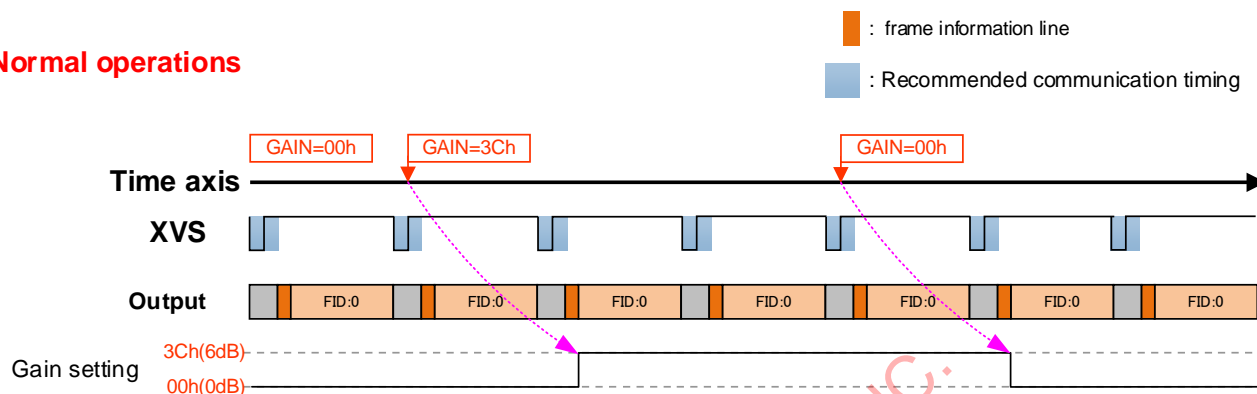 : frame information line
Normal operations
: Recommended communication timing
GAIN=00h GAIN=3Ch GAIN=00h
Time axis
XVS
Output FID:0 FID:0 FID:0 FID:0 FID:0 FID:0 FID:0
3Ch(6dB)
Gain setting
00h(0dB)